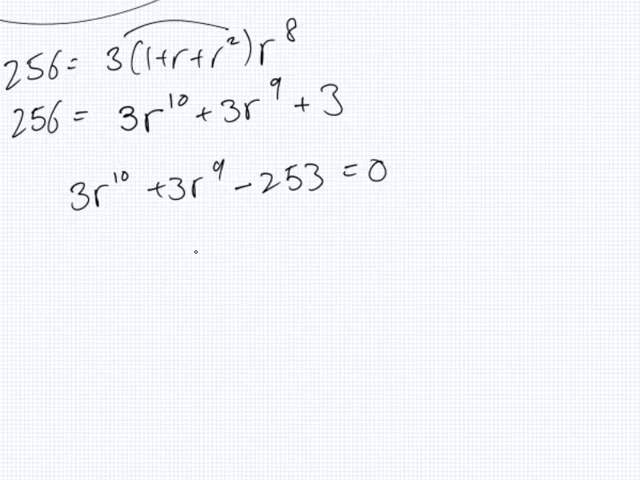 256 = 3(1+r+r²)r⁸
256 = 3r¹⁰ + 3r⁹ + 3
3r¹⁰ + 3r⁹ - 253 = 0